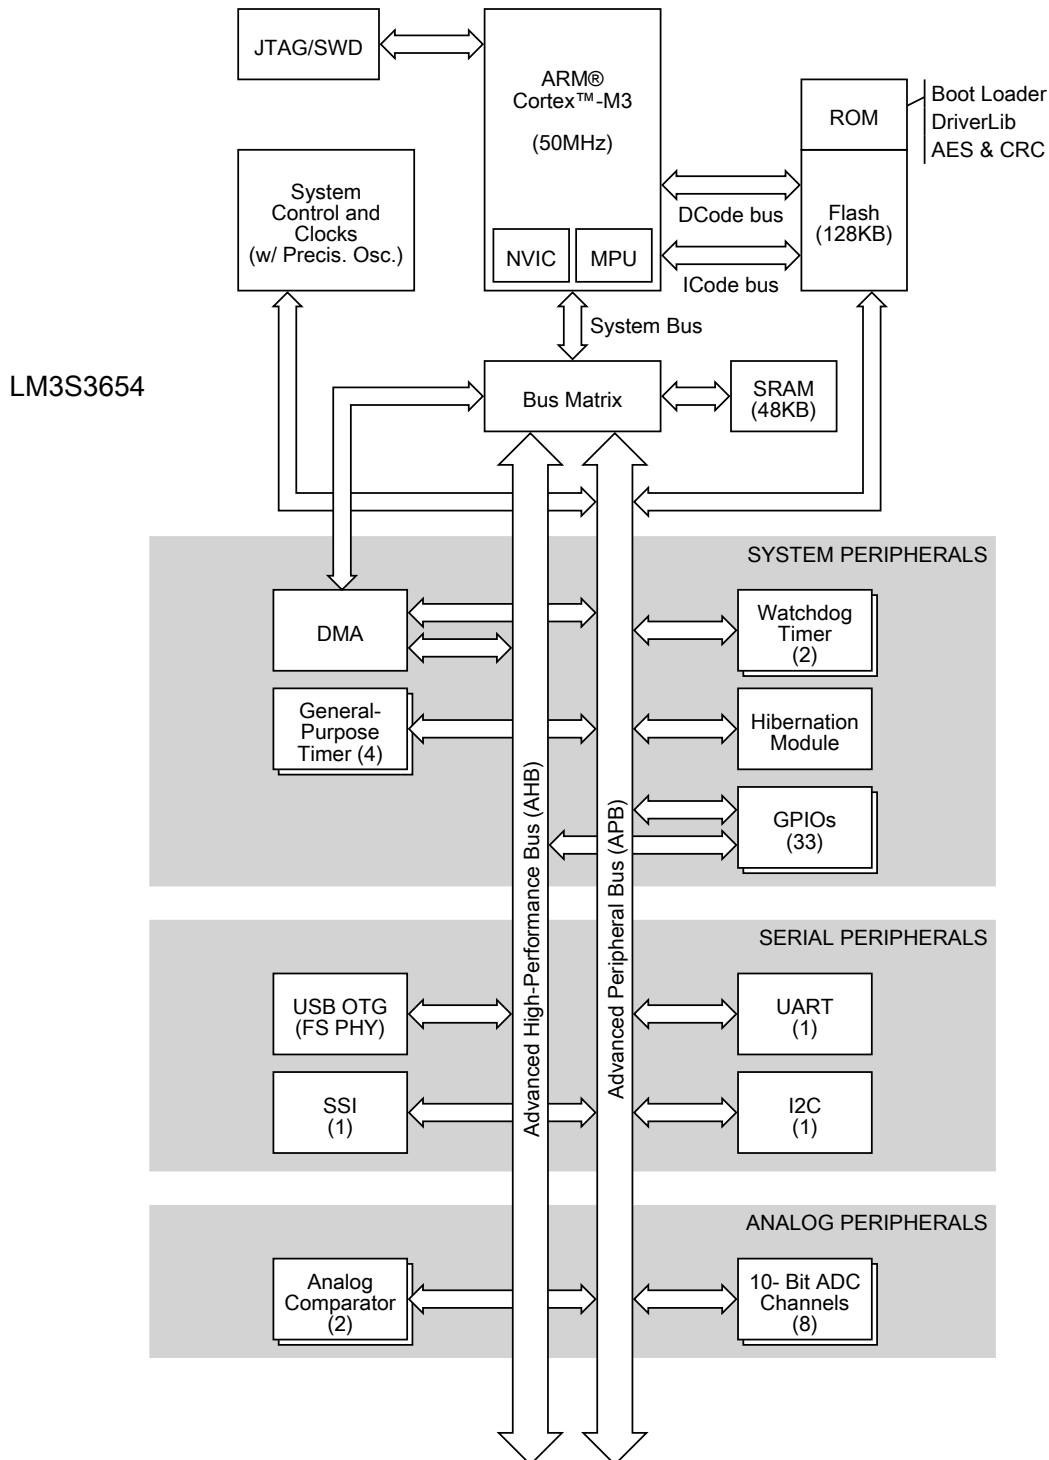 JTAG/SWD
ARM®
Cortex™-M3
(50MHz)
NVIC
MPU
ROM
Boot Loader
DriverLib
AES & CRC
System
Control and
Clocks
(w/ Precis. Osc.)
DCode bus
ICode bus
Flash
(128KB)
System Bus
LM3S3654
Bus Matrix
SRAM
(48KB)
SYSTEM PERIPHERALS
DMA
Watchdog
Timer
(2)
General-
Purpose
Timer (4)
Hibernation
Module
GPIOs
(33)
Advanced High-Performance Bus (AHB)
Advanced Peripheral Bus (APB)
SERIAL PERIPHERALS
USB OTG
(FS PHY)
UART
(1)
SSI
(1)
I2C
(1)
ANALOG PERIPHERALS
Analog
Comparator
(2)
10- Bit ADC
Channels
(8)